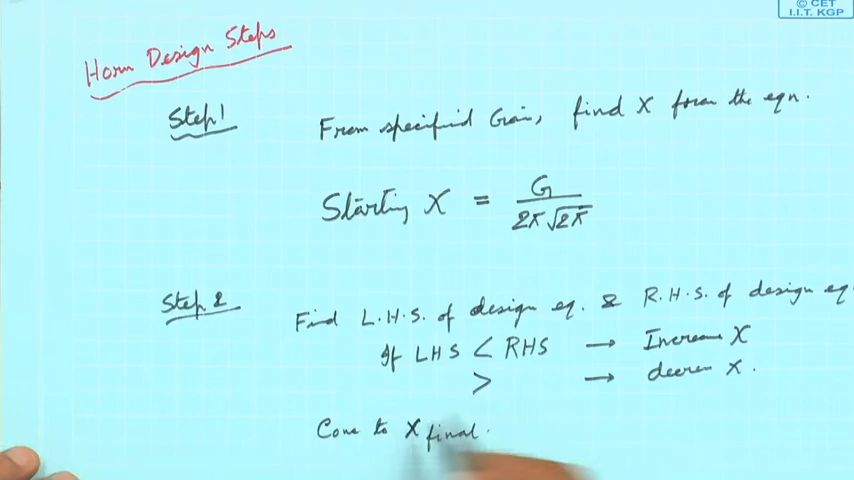 © CET
I.I.T. KGP
Horn Design Steps
Step 1
From specified Gain, find X from the eqn.
Starting X = G / 2π√2π
Step 2
Find L.H.S. of design eq. & R.H.S. of design eq
If LHS < RHS → Increase X
> → decrease X.
Come to X final.